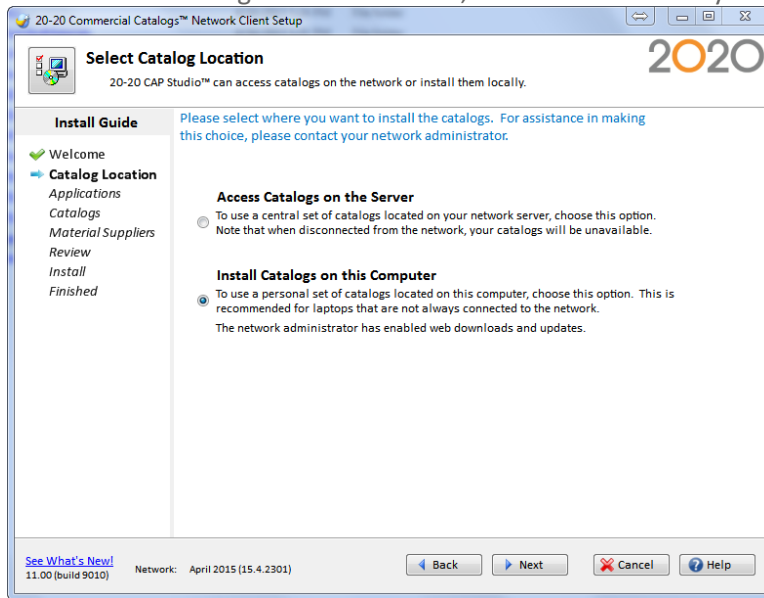 20-20 Commercial Catalogs™ Network Client Setup
Select Catalog Location
20-20 CAP Studio™ can access catalogs on the network or install them locally.
2020
Install Guide
Welcome
Catalog Location
Applications
Catalogs
Material Suppliers
Review
Install
Finished
Please select where you want to install the catalogs. For assistance in making
this choice, please contact your network administrator.
Access Catalogs on the Server
To use a central set of catalogs located on your network server, choose this option.
Note that when disconnected from the network, your catalogs will be unavailable.
Install Catalogs on this Computer
To use a personal set of catalogs located on this computer, choose this option. This is
recommended for laptops that are not always connected to the network.
The network administrator has enabled web downloads and updates.
See What's New!
11.00 (build 9010)
Network: April 2015 (15.4.2301)
Back
Next
Cancel
Help